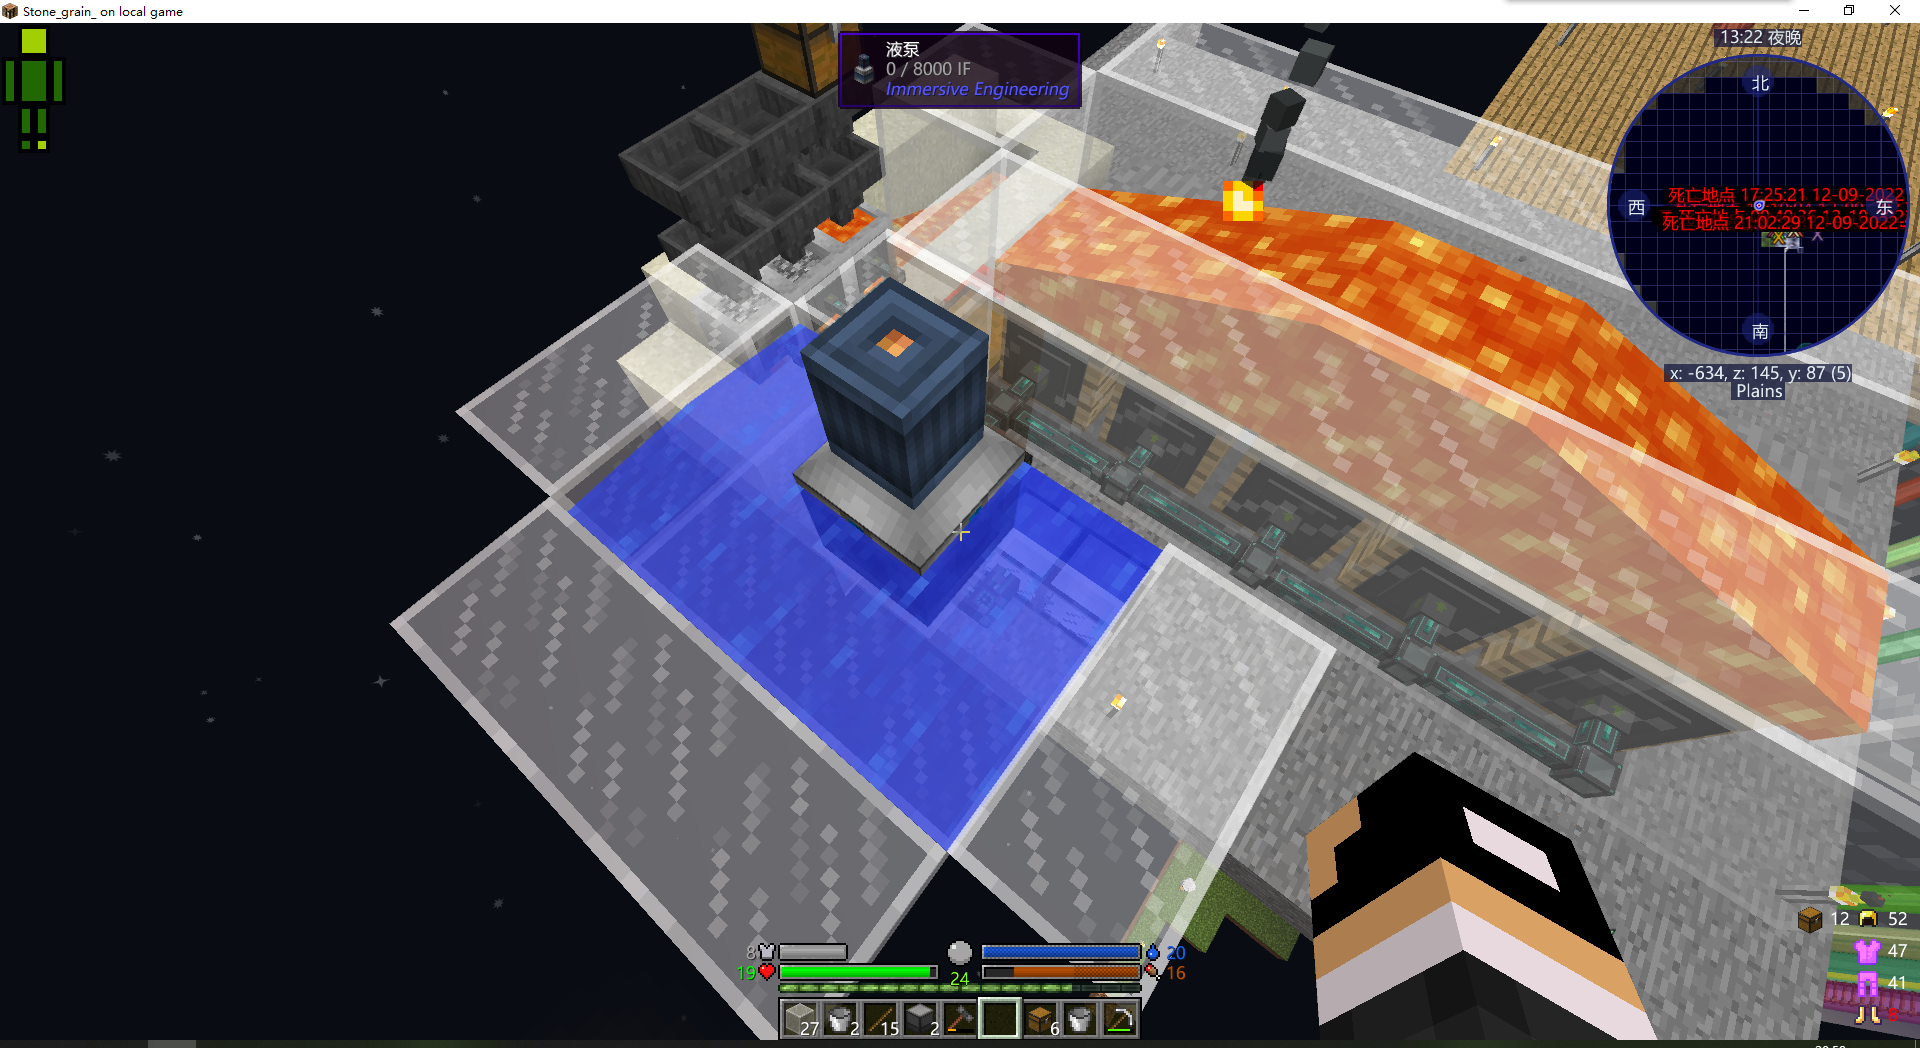 Stone_grain_ on local game
液泵
0 / 8000 IF
Immersive Engineering
13:22 夜晚
北
死亡地点 17:25:21 12-09-2022
西
东
死亡地点 21:02:29 12-09-2022
南
x: -634, z: 145, y: 87 (5)
Plains
12
52
47
41
8
8
20
19
24
16
27
2
15
2
6